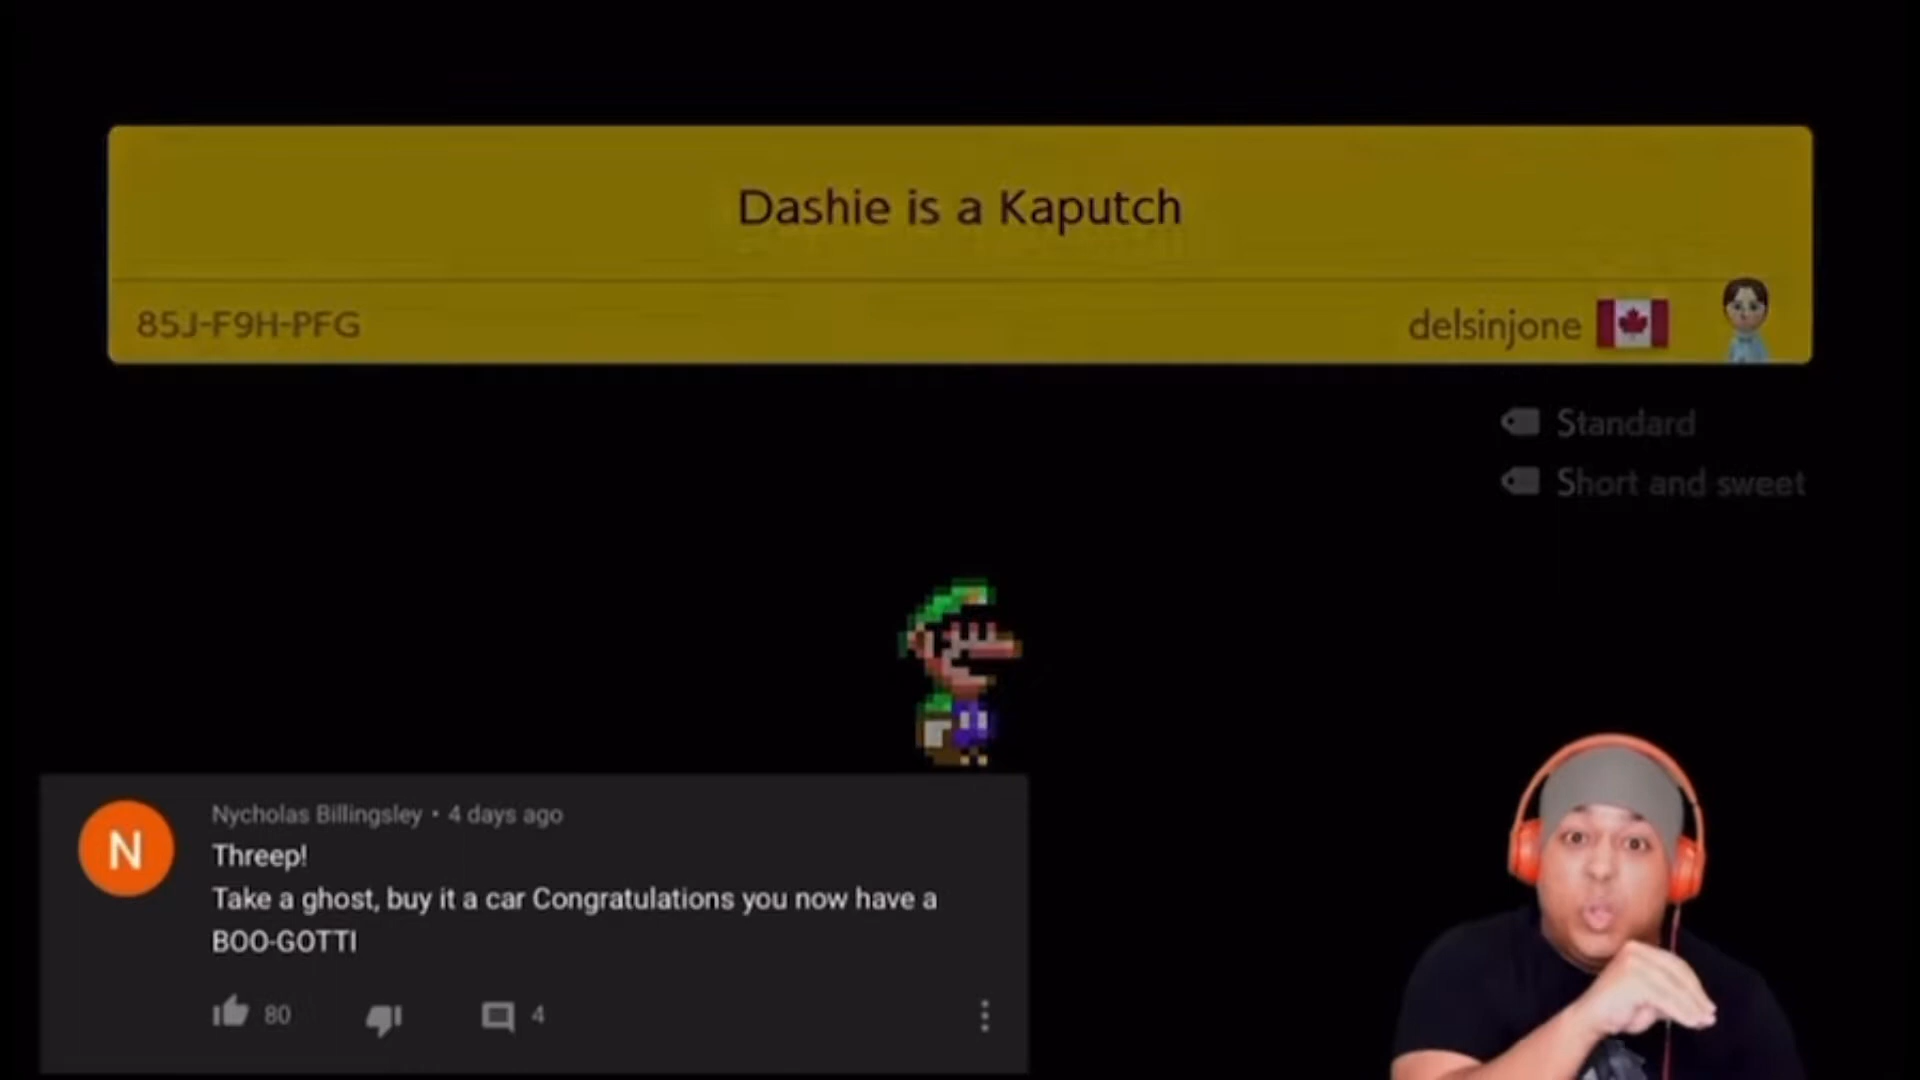 Dashie is a Kaputch
85J-F9H-PFG
delsinjone
Standard
Short and sweet
N
Nycholas Billingsley • 4 days ago
Threep!
Take a ghost, buy it a car Congratulations you now have a
BOO-GOTTI
80
4